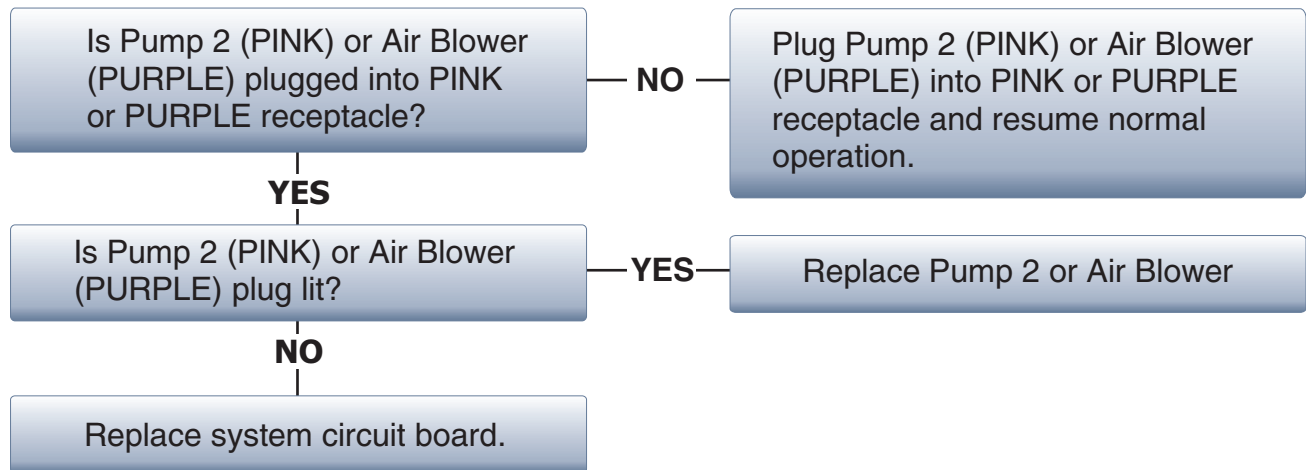 Is Pump 2 (PINK) or Air Blower
(PURPLE) plugged into PINK
or PURPLE receptacle?
NO
Plug Pump 2 (PINK) or Air Blower
(PURPLE) into PINK or PURPLE
receptacle and resume normal
operation.
YES
Is Pump 2 (PINK) or Air Blower
(PURPLE) plug lit?
YES
Replace Pump 2 or Air Blower
NO
Replace system circuit board.